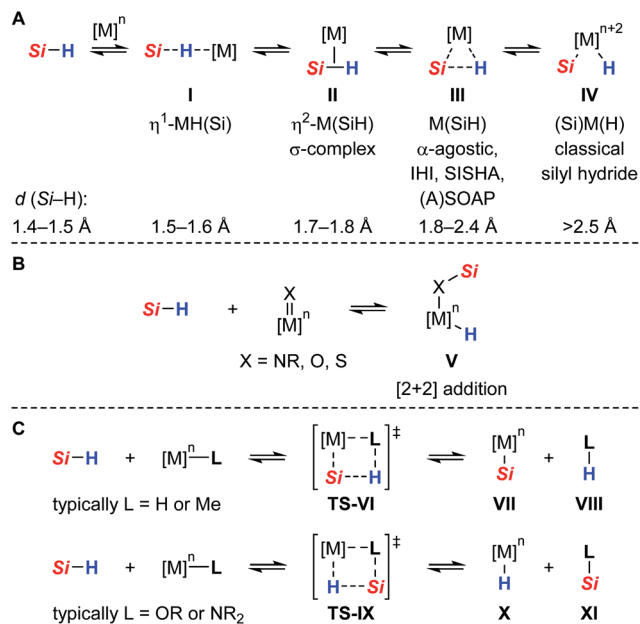 A
Si–H [M]ⁿ Si H [M] [M] Si H [M] Si H [M]ⁿ⁺² Si H
I II III IV
η¹-MH(Si) η²-M(SiH) M(SiH) (Si)M(H)
σ-complex α-agostic, classical
IHI, SISHA, silyl hydride
(A)SOAP
d (Si–H):
1.4–1.5 Å 1.5–1.6 Å 1.7–1.8 Å 1.8–2.4 Å >2.5 Å
B
Si–H + X [M]ⁿ Si X [M]ⁿ H
X = NR, O, S V
[2+2] addition
C
Si–H + [M]ⁿ–L [M] L Si H ‡ [M]ⁿ Si + L H
typically L = H or Me TS-VI VII VIII
Si–H + [M]ⁿ–L [M] L H Si ‡ [M]ⁿ H + L Si
typically L = OR or NR₂ TS-IX X XI